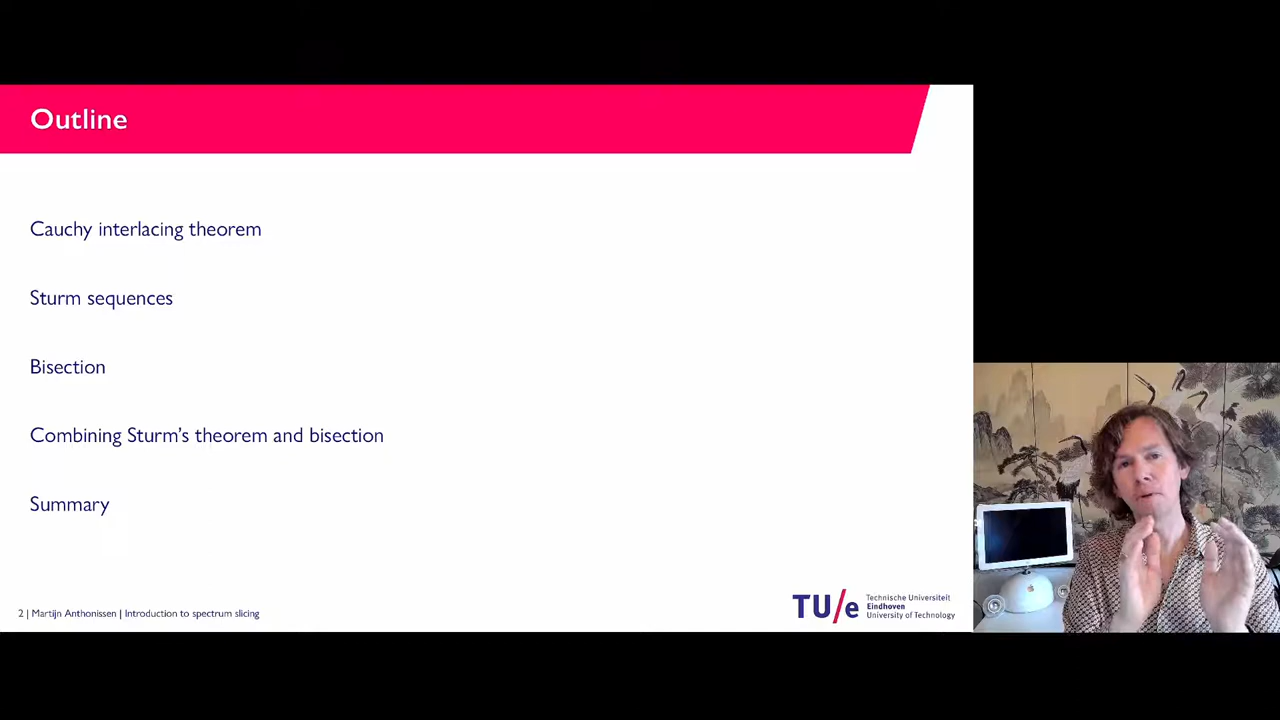 Outline
Cauchy interlacing theorem
Sturm sequences
Bisection
Combining Sturm's theorem and bisection
Summary
2 | Martijn Anthonissen | Introduction to spectrum slicing
TU/e
Technische Universiteit
Eindhoven
University of Technology